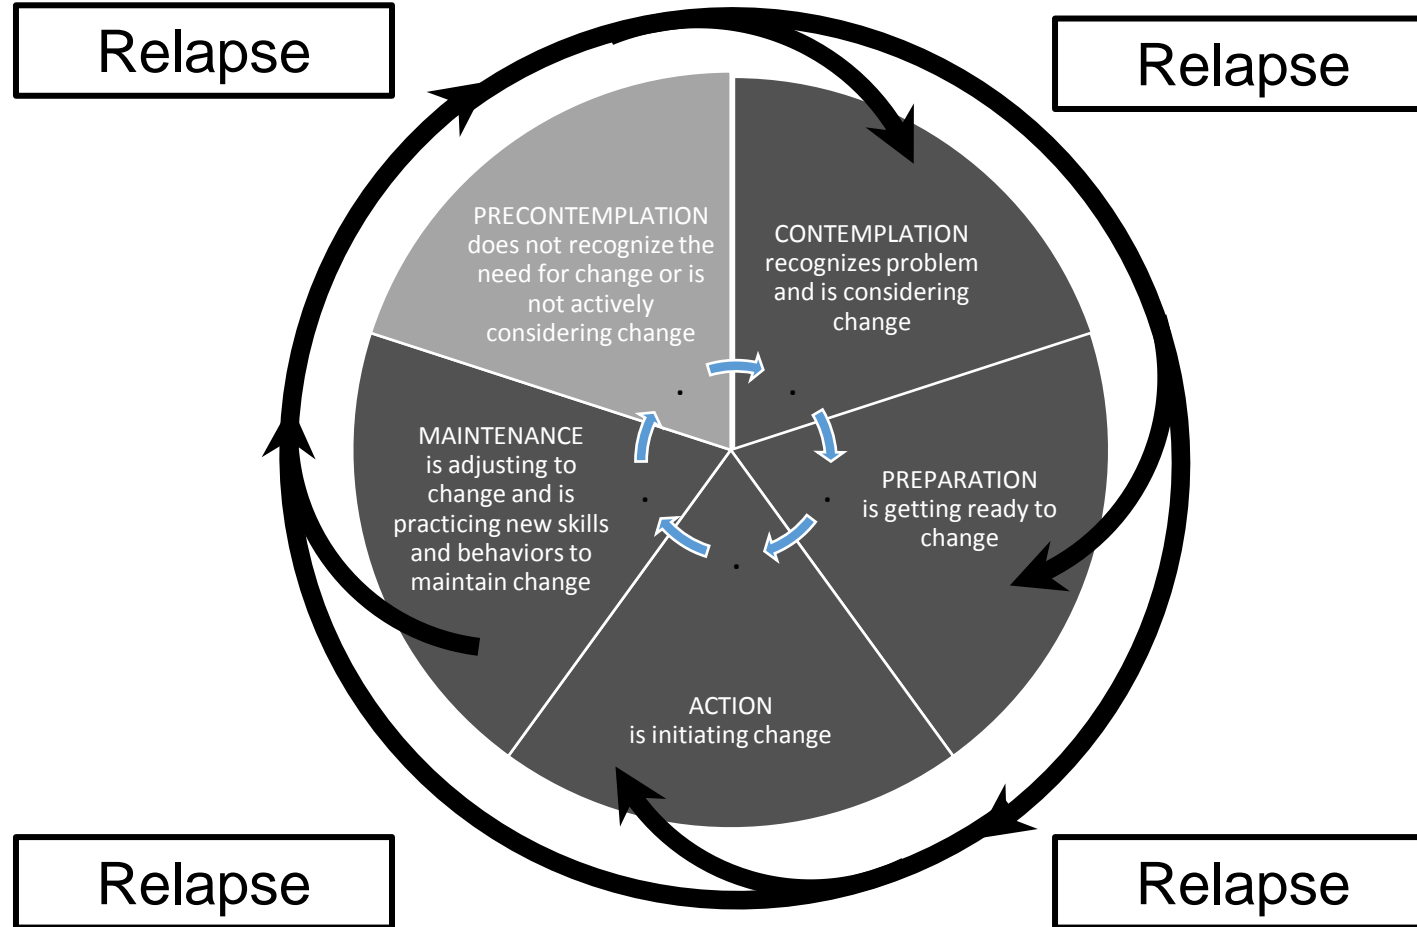 Relapse
Relapse
PRECONTEMPLATION
does not recognize the
need for change or is
not actively
considering change
CONTEMPLATION
recognizes problem
and is considering
change
PREPARATION
is getting ready to
change
ACTION
is initiating change
MAINTENANCE
is adjusting to
change and is
practicing new skills
and behaviors to
maintain change
Relapse
Relapse